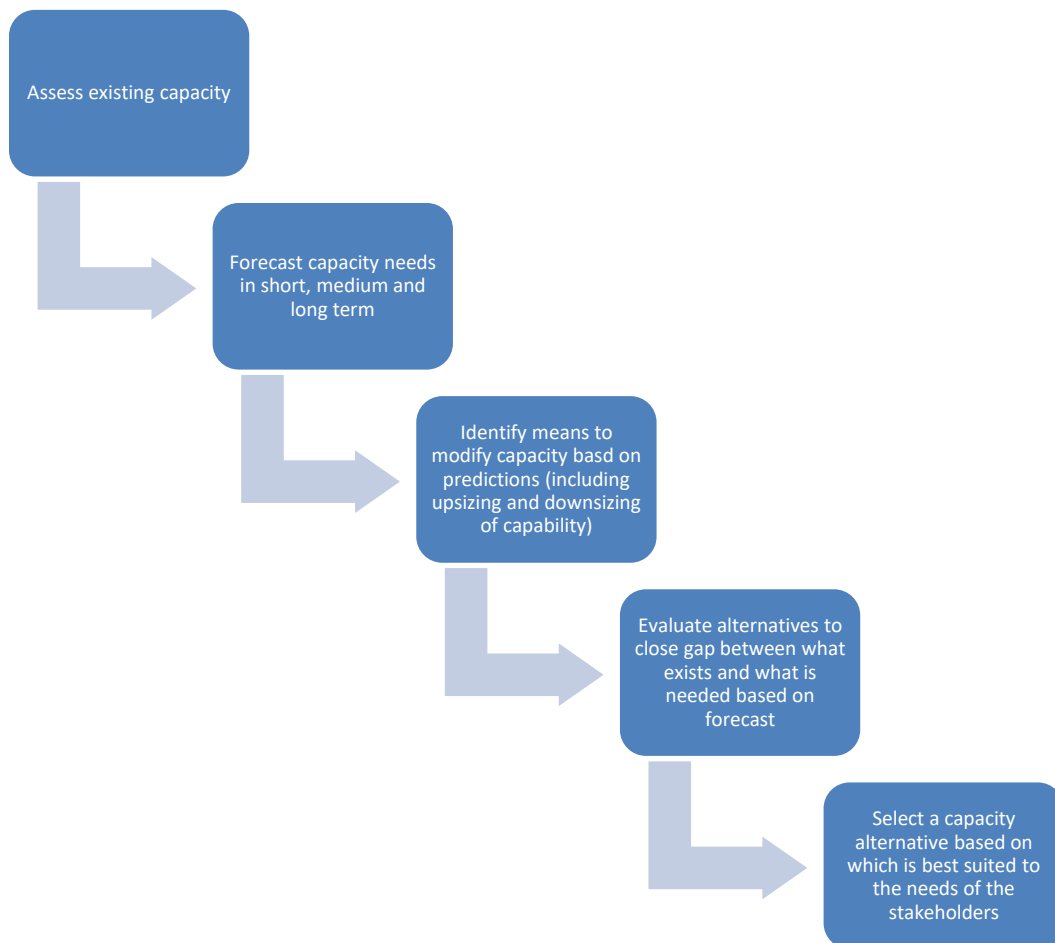 Assess existing capacity
Forecast capacity needs
in short, medium and
long term
Identify means to
modify capacity basd on
predictions (including
upsizing and downsizing
of capability)
Evaluate alternatives to
close gap between what
exists and what is
needed based on
forecast
Select a capacity
alternative based on
which is best suited to
the needs of the
stakeholders